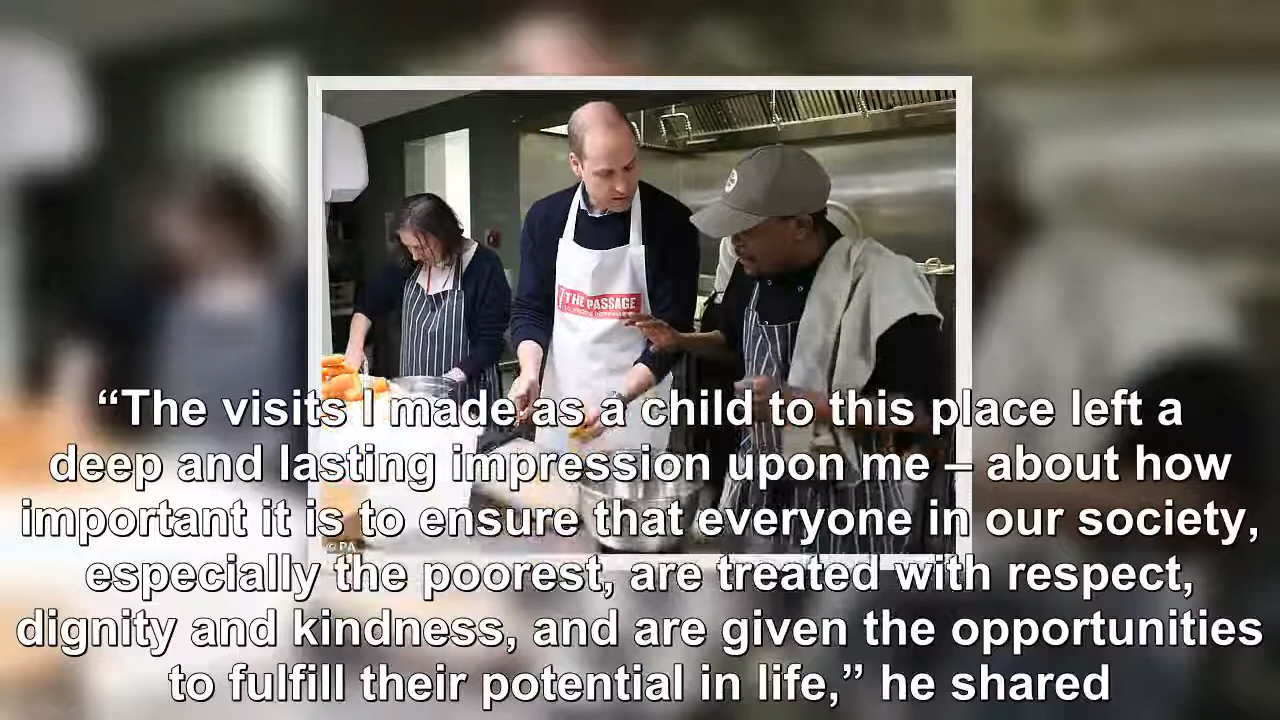 THE PASSAGE
“The visits I made as a child to this place left a
deep and lasting impression upon me – about how
important it is to ensure that everyone in our society,
© PA
especially the poorest, are treated with respect,
dignity and kindness, and are given the opportunities
to fulfill their potential in life,” he shared